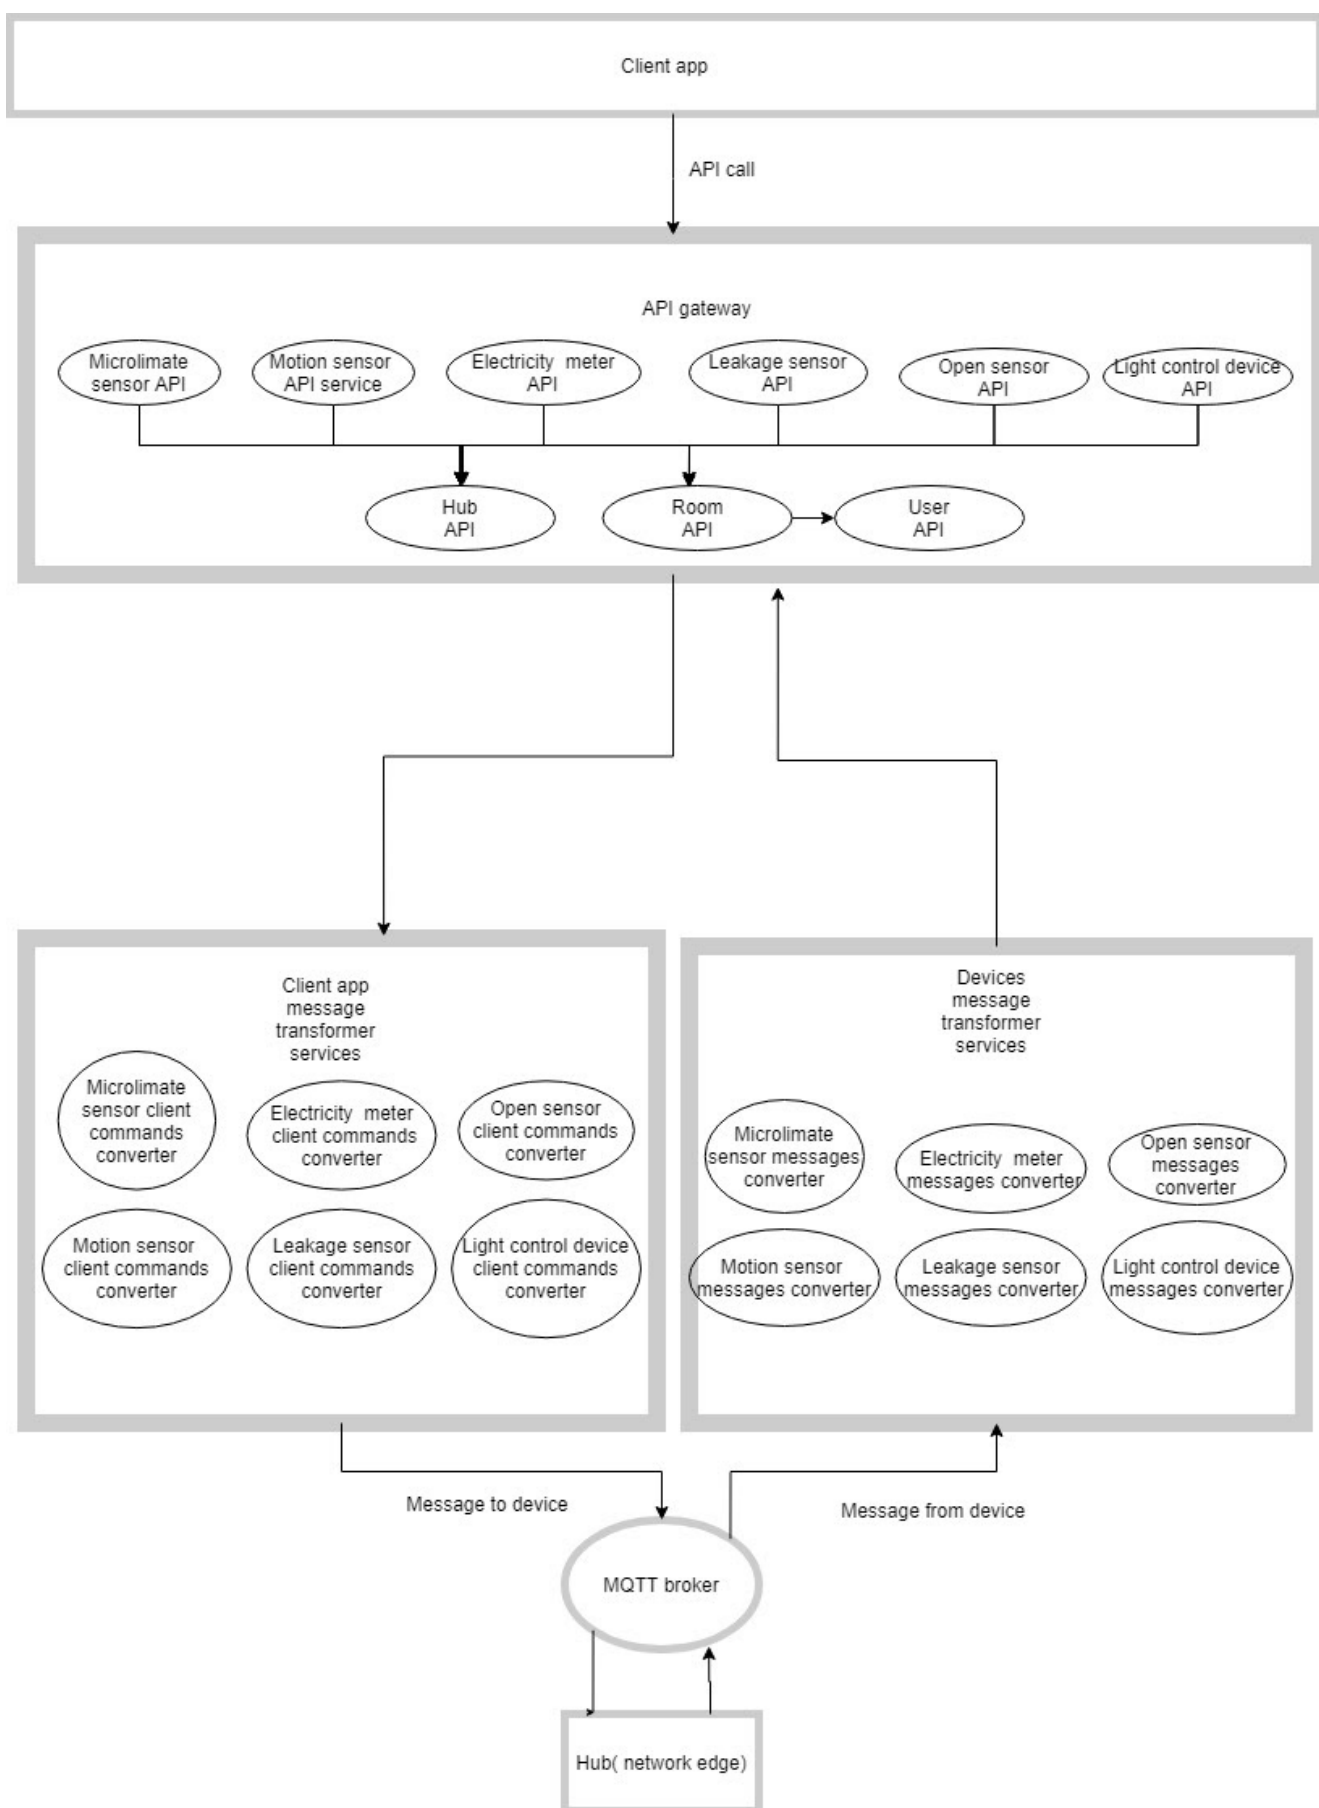 Client app
API call
API gateway
Microlimate
sensor API
Motion sensor
API service
Electricity  meter
API
Leakage sensor
API
Open sensor
API
Light control device
API
Hub
API
Room
API
User
API
Client app
message
transformer
services
Microlimate
sensor client
commands
converter
Electricity  meter
client commands
converter
Open sensor
client commands
converter
Motion sensor
client commands
converter
Leakage sensor
client commands
converter
Light control device
client commands
converter
Devices
message
transformer
services
Microlimate
sensor messages
converter
Electricity  meter
messages converter
Open sensor
messages
converter
Motion sensor
messages converter
Leakage sensor
messages converter
Light control device
messages converter
Message to device
Message from device
MQTT broker
Hub( network edge)